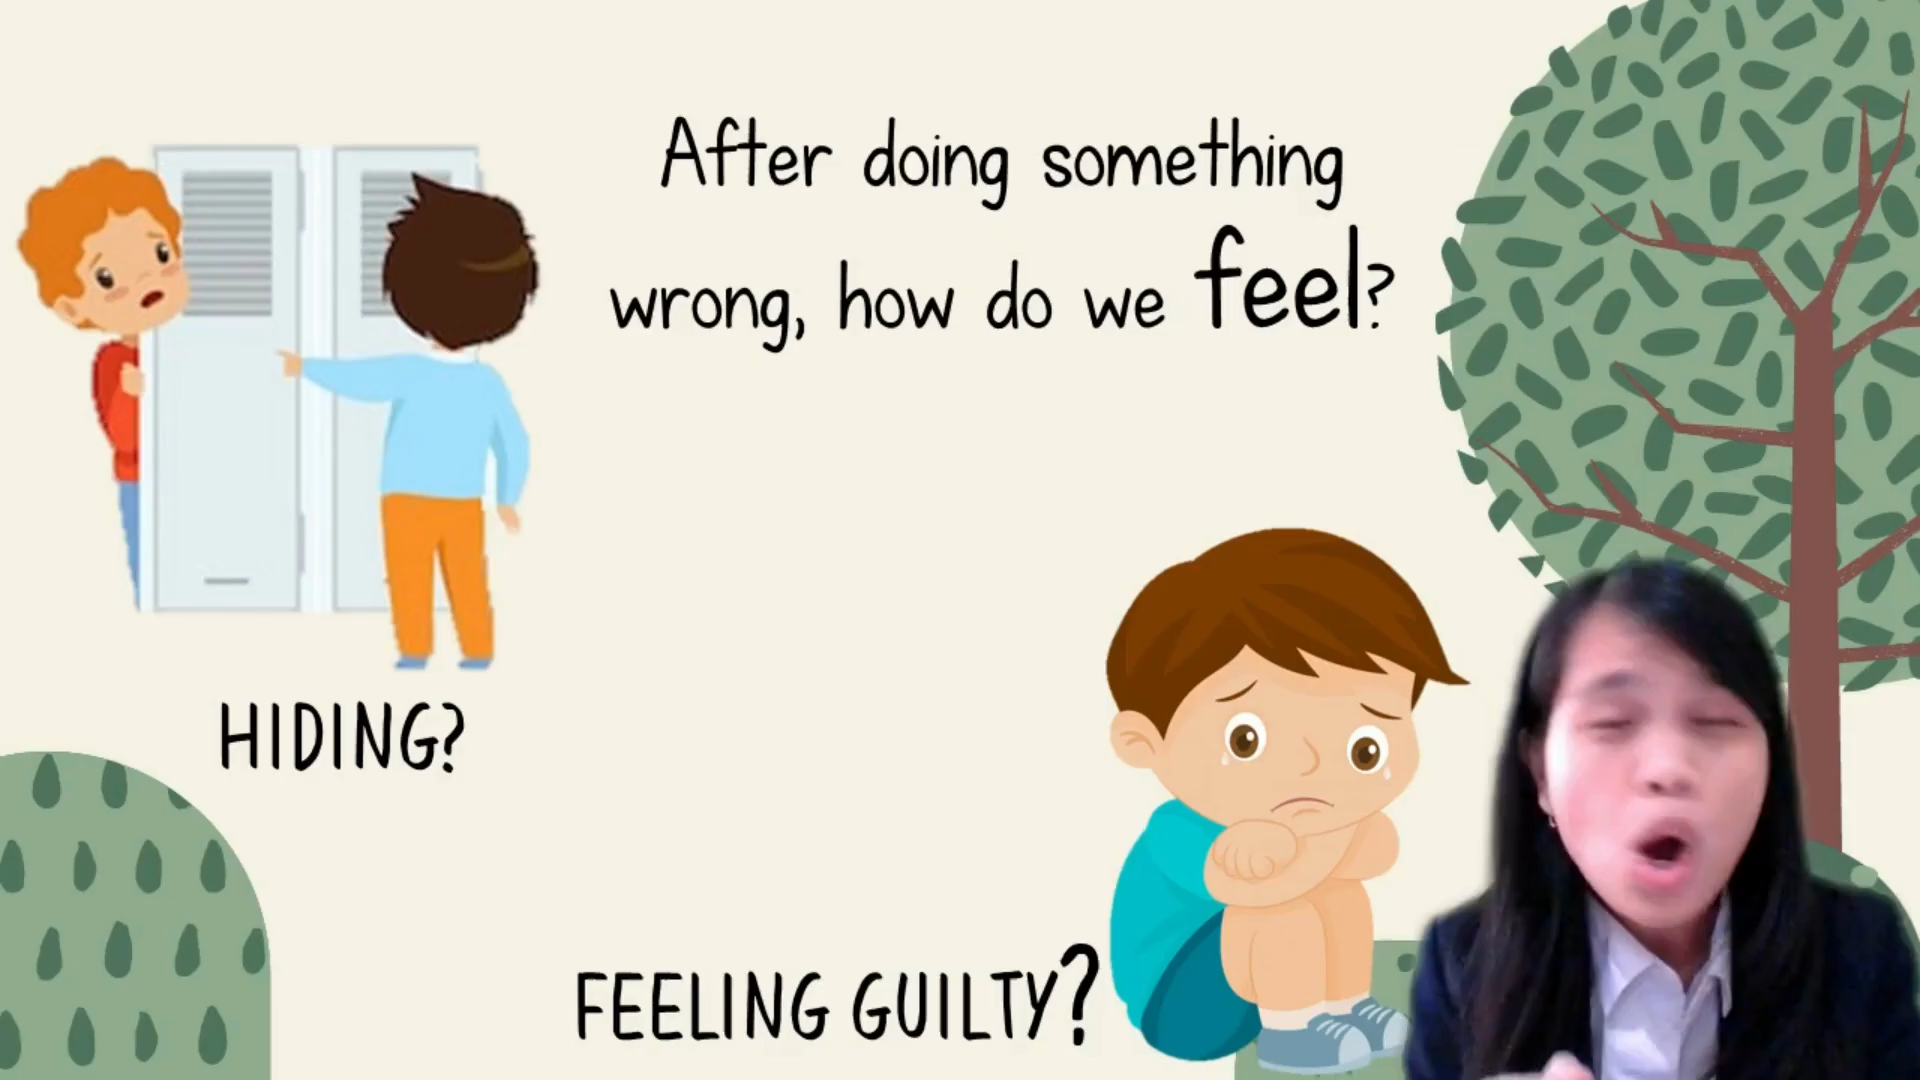 After doing something
wrong, how do we feel?
HIDING?
FEELING GUILTY?